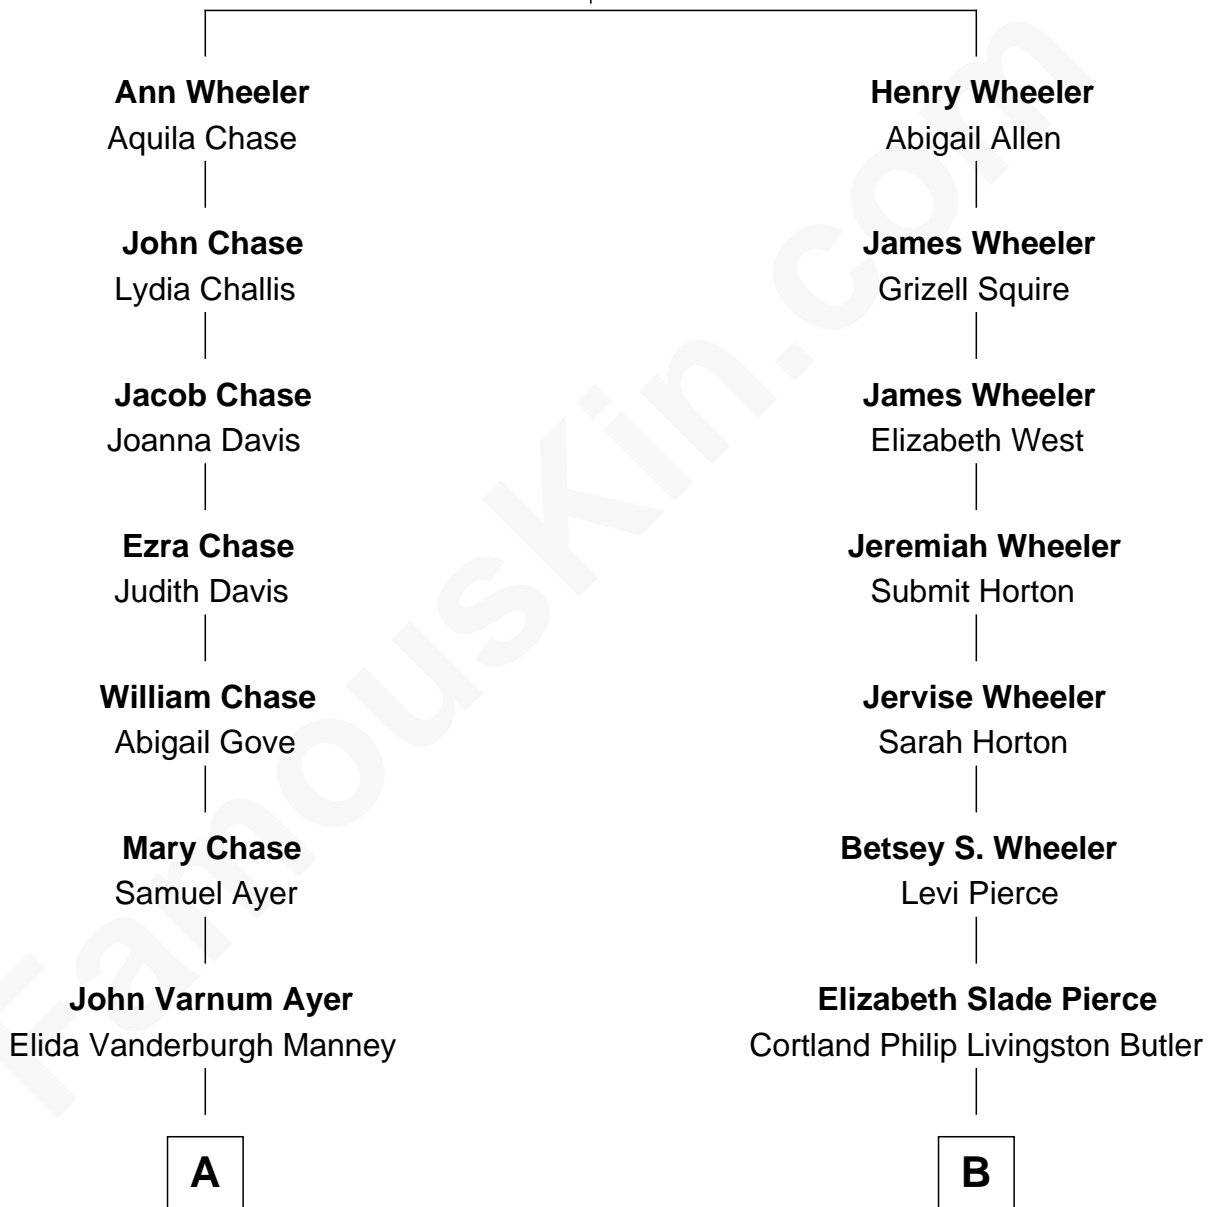 Ann Wheeler
Aquila Chase
John Chase
Lydia Challis
Jacob Chase
Joanna Davis
Ezra Chase
Judith Davis
William Chase
Abigail Gove
Mary Chase
Samuel Ayer
John Varnum Ayer
Elida Vanderburgh Manney
A
Henry Wheeler
Abigail Allen
James Wheeler
Grizell Squire
James Wheeler
Elizabeth West
Jeremiah Wheeler
Submit Horton
Jervise Wheeler
Sarah Horton
Betsey S. Wheeler
Levi Pierce
Elizabeth Slade Pierce
Cortland Philip Livingston Butler
B
FamousKin.com